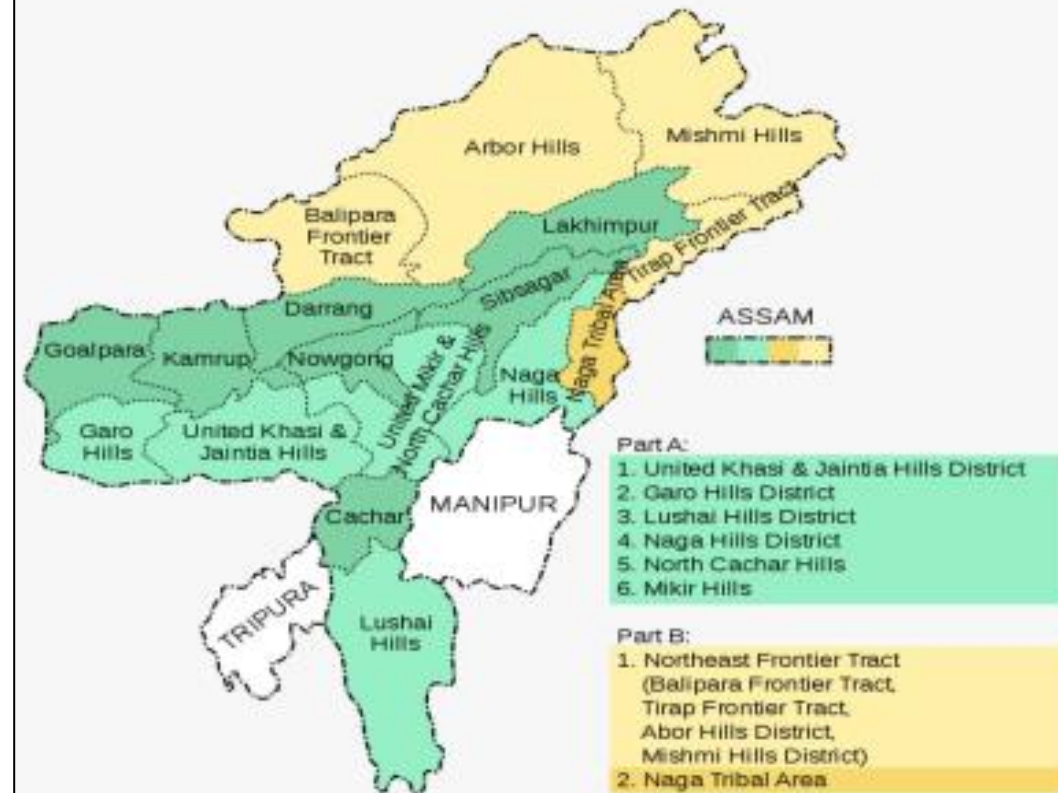 Arbor Hills
Mishmi Hills
Balipara
Frontier
Tract
Lakhimpur
Tirap Frontier Tract
Darrang
Sibsagar
Naga Tribal Area
ASSAM
Goalpara
Kamrup
Nowgong
United Mikir &
North Cachar Hills
Naga
Hills
Garo
Hills
United Khasi &
Jaintia Hills
Cachar
MANIPUR
TRIPURA
Lushai
Hills
Part A:
1. United Khasi & Jaintia Hills District
2. Garo Hills District
3. Lushai Hills District
4. Naga Hills District
5. North Cachar Hills
6. Mikir Hills
Part B:
1. Northeast Frontier Tract
(Balipara Frontier Tract,
Tirap Frontier Tract,
Abor Hills District,
Mishmi Hills District)
2. Naga Tribal Area